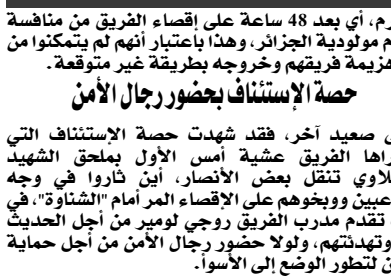 رم، أي بعد 48 ساعة على إقصاء الفريق من منافسة
م مولودية الجزائر، وهذا باعتبار أنهم لم يتمكنوا من
هزيمة فريقهم وخروجه بطريقة غير متوقعة.
حصة الإستئناف بحضور رجال الأمن
صعيد آخر، فقد شهدت حصة الإستئناف التي
راها الفريق عشية أمس الأول بملحق الشهيد
لاوي تنقل بعض الأنصار، أين ثاروا في وجه
عبين ووبخوهم على الإقصاء المر أمام "الشناوة"، في
تقدم مدرب الفريق روجي لومير من أجل الحديث
وتهدئتهم، ولولا حضور رجال الأمن من أجل حماية
ن لتطور الوضع إلى الأسوأ.